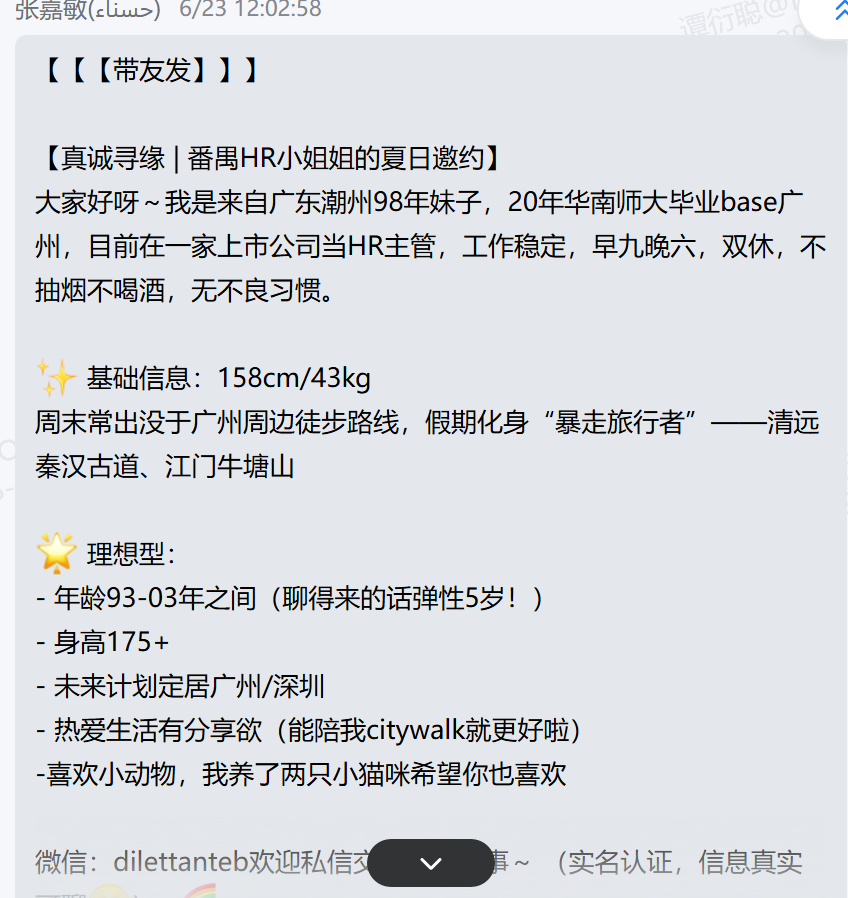 张嘉敏(حسناء) 6/23 12:02:58
【【【带友发】】】
【真诚寻缘 | 番禺HR小姐姐的夏日邀约】
大家好呀～我是来自广东潮州98年妹子，20年华南师大毕业base广
州，目前在一家上市公司当HR主管，工作稳定，早九晚六，双休，不
抽烟不喝酒，无不良习惯。
✨ 基础信息：158cm/43kg
周末常出没于广州周边徒步路线，假期化身“暴走旅行者”——清远
秦汉古道、江门牛塘山
🌟 理想型：
- 年龄93-03年之间（聊得来的话弹性5岁！）
- 身高175+
- 未来计划定居广州/深圳
- 热爱生活有分享欲（能陪我citywalk就更好啦）
-喜欢小动物，我养了两只小猫咪希望你也喜欢
微信：dilettanteb欢迎私信交 事～ （实名认证，信息真实